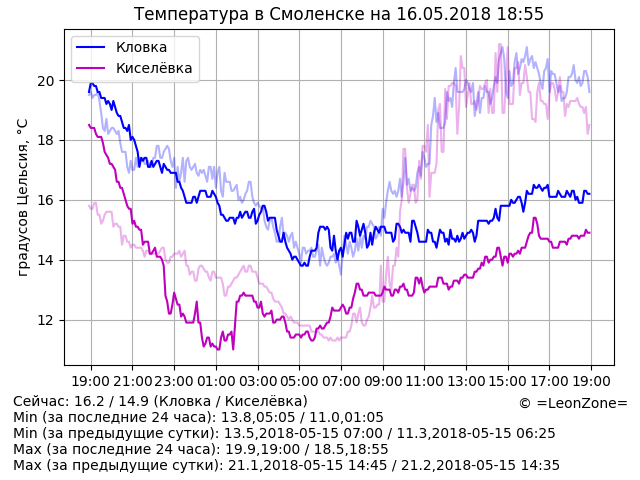 Температура в Смоленске на 16.05.2018 18:55
Кловка
Киселёвка
градусов Цельсия, °C
20
18
16
14
12
19:00 21:00 23:00 01:00 03:00 05:00 07:00 09:00 11:00 13:00 15:00 17:00 19:00
Сейчас: 16.2 / 14.9 (Кловка / Киселёвка)
© =LeonZone=
Min (за последние 24 часа): 13.8,05:05 / 11.0,01:05
Min (за предыдущие сутки): 13.5,2018-05-15 07:00 / 11.3,2018-05-15 06:25
Max (за последние 24 часа): 19.9,19:00 / 18.5,18:55
Max (за предыдущие сутки): 21.1,2018-05-15 14:45 / 21.2,2018-05-15 14:35